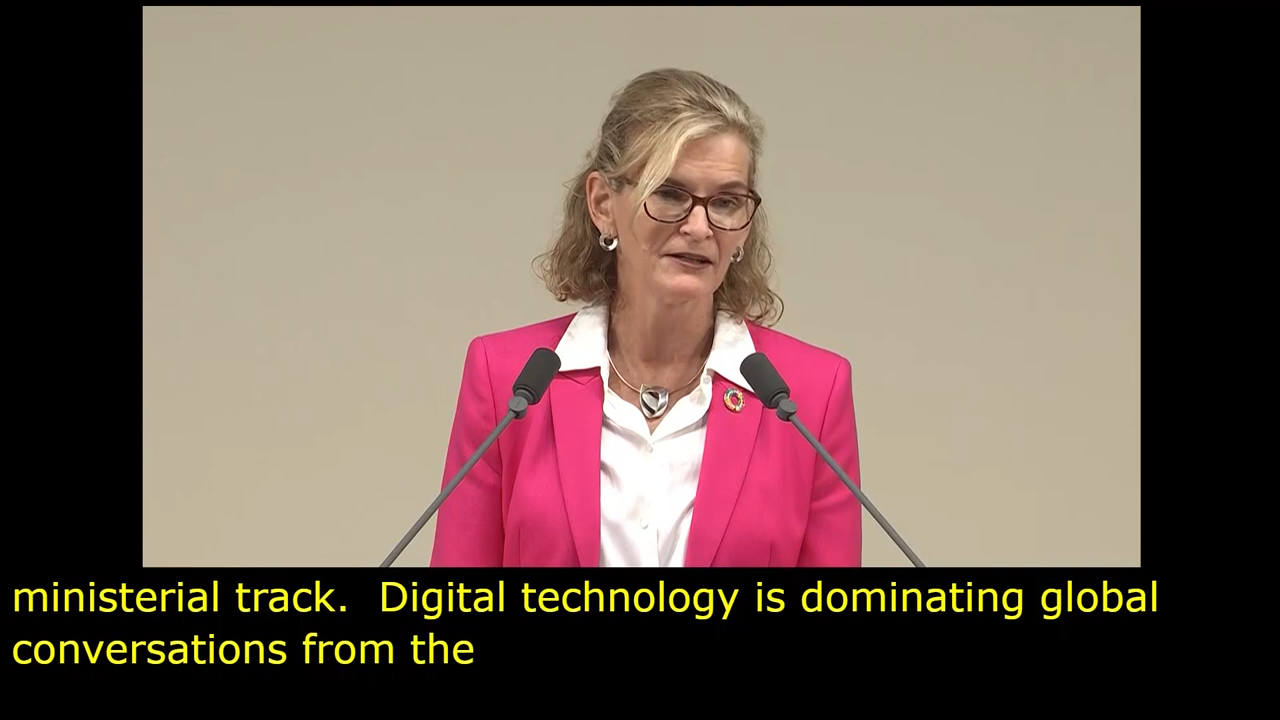 ministerial track.  Digital technology is dominating global
conversations from the